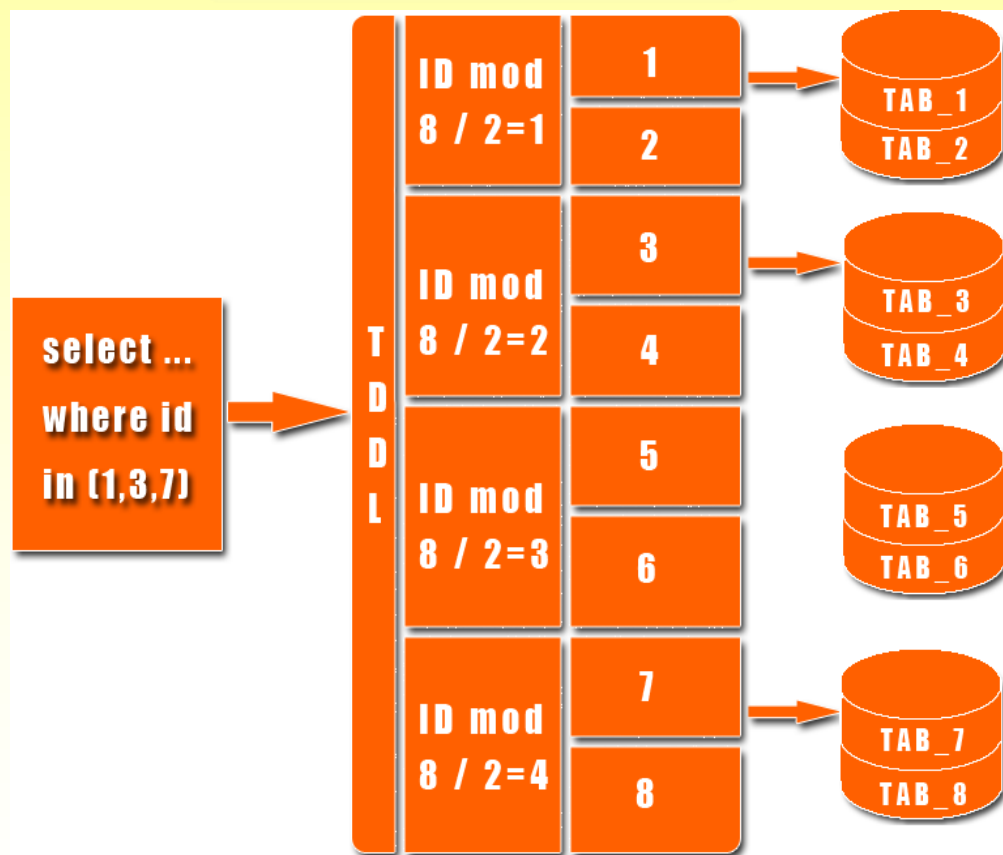 select ...
where id
in (1,3,7)
T
D
D
L
ID mod
8 / 2=1
1
2
ID mod
8 / 2=2
3
4
ID mod
8 / 2=3
5
6
ID mod
8 / 2=4
7
8
TAB_1
TAB_2
TAB_3
TAB_4
TAB_5
TAB_6
TAB_7
TAB_8